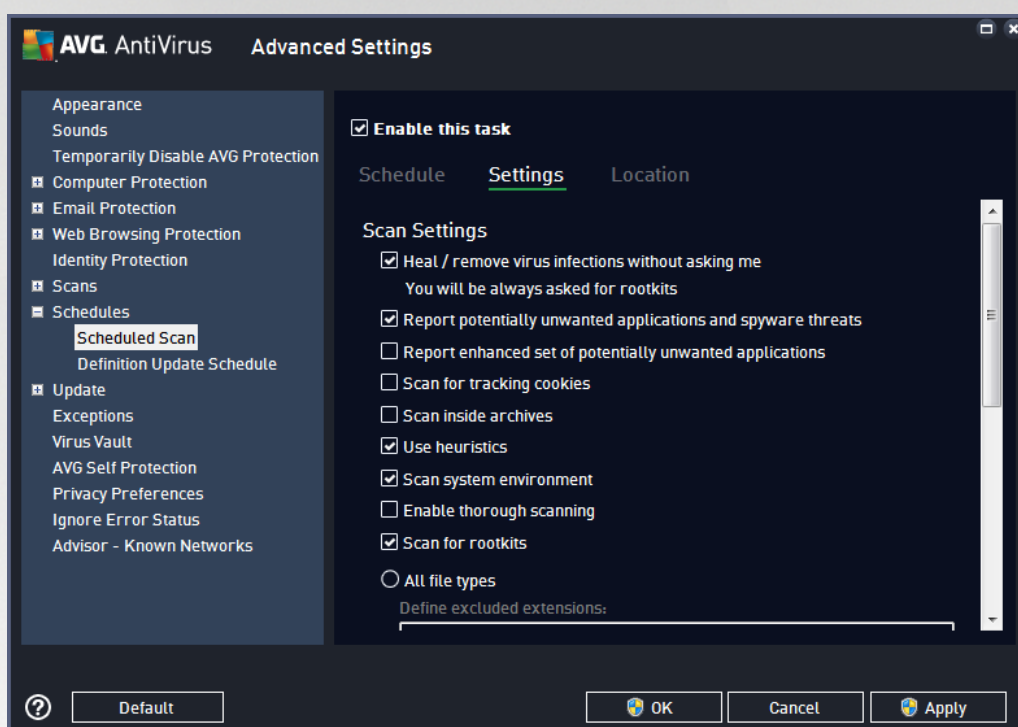 AVG. AntiVirus Advanced Settings
Appearance
Sounds
Temporarily Disable AVG Protection
Computer Protection
Email Protection
Web Browsing Protection
Identity Protection
Scans
Schedules
Scheduled Scan
Definition Update Schedule
Update
Exceptions
Virus Vault
AVG Self Protection
Privacy Preferences
Ignore Error Status
Advisor - Known Networks
Enable this task
Schedule Settings Location
Scan Settings
Heal / remove virus infections without asking me
You will be always asked for rootkits
Report potentially unwanted applications and spyware threats
Report enhanced set of potentially unwanted applications
Scan for tracking cookies
Scan inside archives
Use heuristics
Scan system environment
Enable thorough scanning
Scan for rootkits
All file types
Define excluded extensions:
? Default OK Cancel Apply